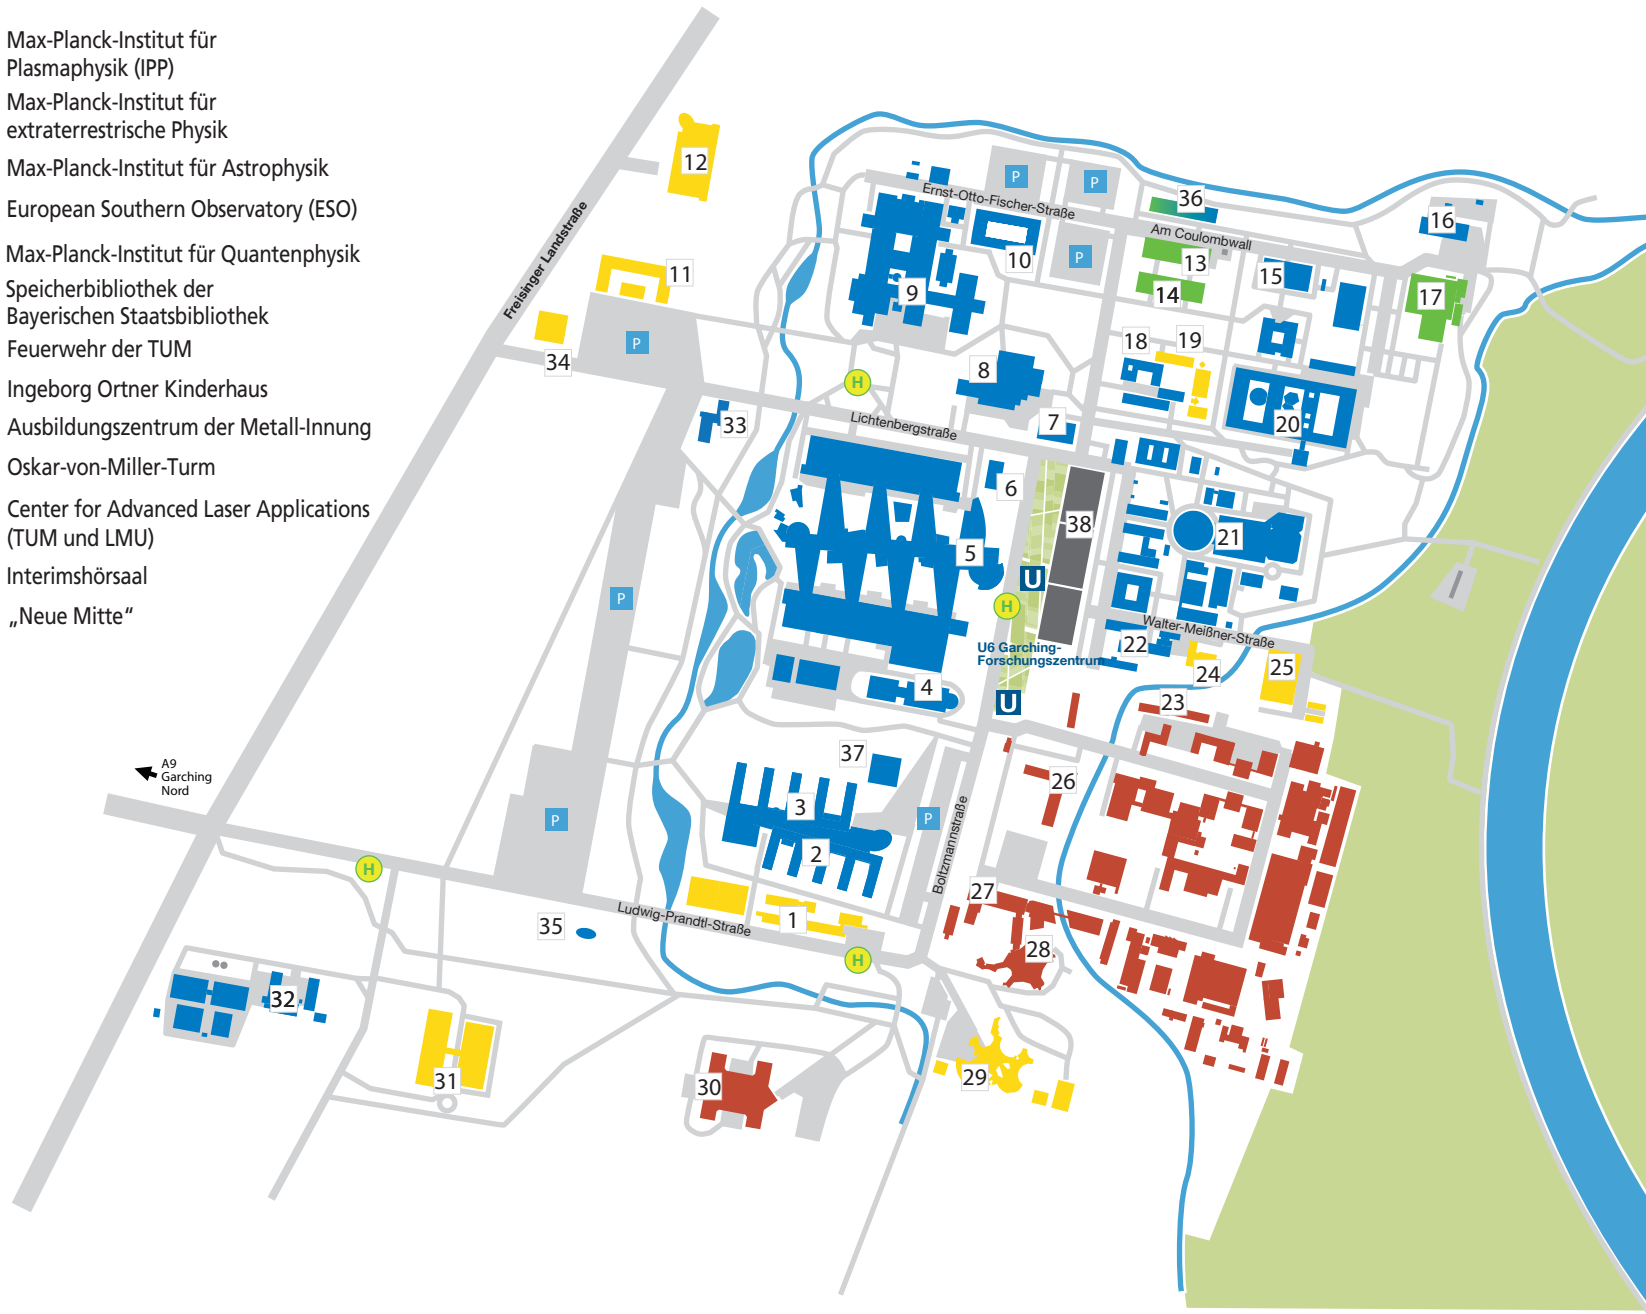 Max-Planck-Institut für
Plasmaphysik (IPP)
Max-Planck-Institut für
extraterrestrische Physik
Max-Planck-Institut für Astrophysik
European Southern Observatory (ESO)
Max-Planck-Institut für Quantenphysik
Speicherbibliothek der
Bayerischen Staatsbibliothek
Feuerwehr der TUM
Ingeborg Ortner Kinderhaus
Ausbildungszentrum der Metall-Innung
Oskar-von-Miller-Turm
Center for Advanced Laser Applications
(TUM und LMU)
Interimshörsaal
„Neue Mitte“
12
P
P
Ernst-Otto-Fischer-Straße
36
16
Freisinger Landstraße
Am Coulombwall
10
P
13
11
15
9
14
17
34
P
18
19
8
H
33
Lichtenbergstraße
7
20
6
38
5
21
U
P
H
Walter-Meißner-Straße
U6 Garching-
Forschungszentrum
22
24
25
4
U
23
A9
Garching
Nord
37
26
3
P
P
Boltzmannstraße
2
H
27
Ludwig-Prandtl-Straße
1
35
28
H
32
31
30
29